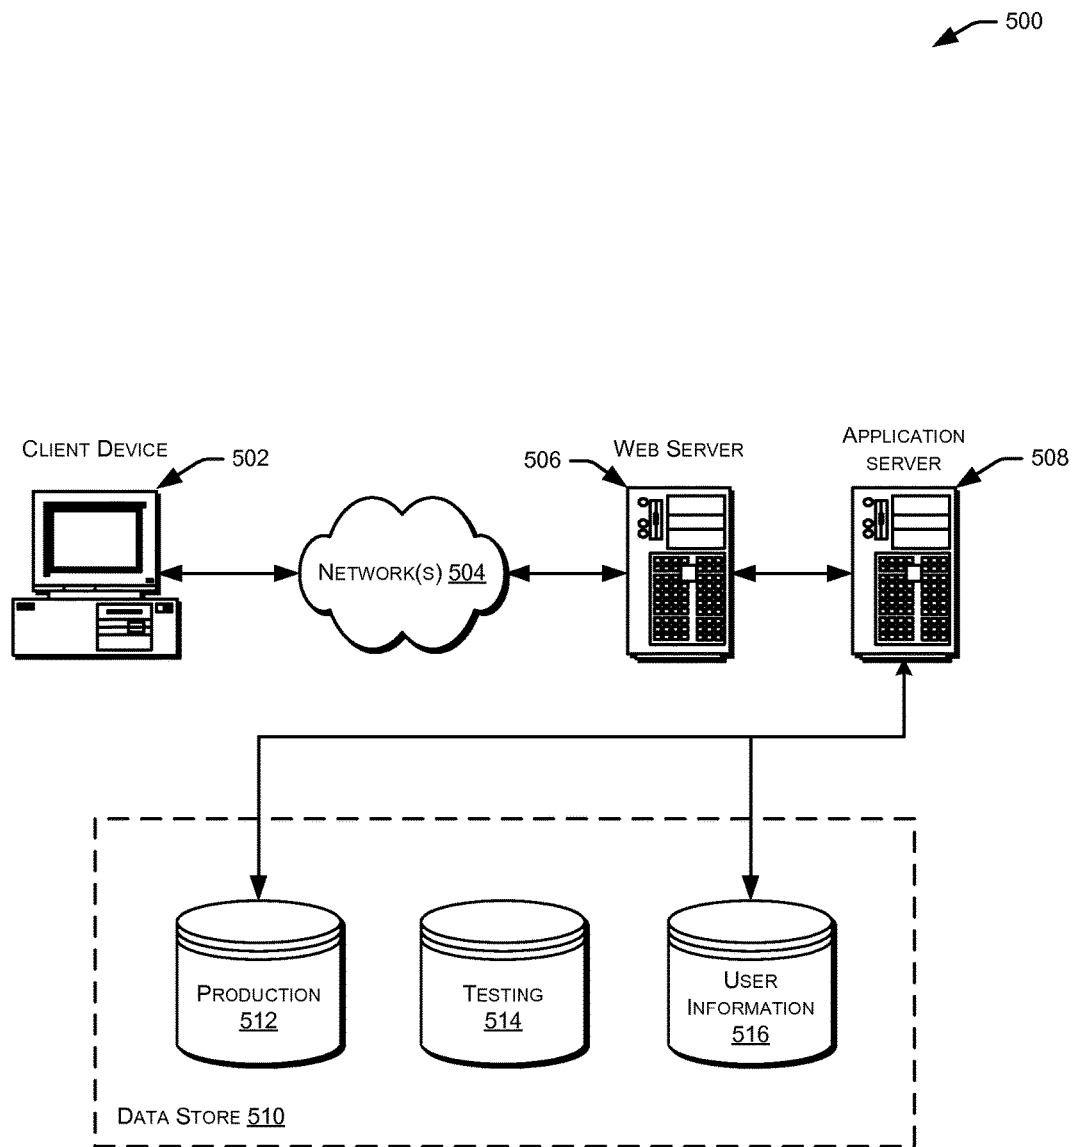 500
CLIENT DEVICE
502
506
WEB SERVER
APPLICATION
SERVER
508
NETWORK(S) 504
PRODUCTION
512
TESTING
514
USER
INFORMATION
516
DATA STORE 510